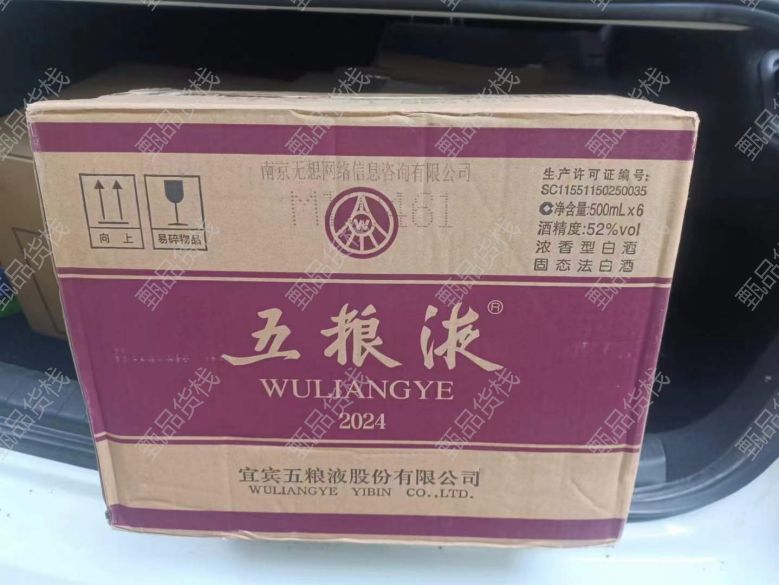 南京无想网络信息咨询有限公司
生产许可证编号:
SC11551150250035
净含量:500mL×6
酒精度:52%vol
浓香型白酒
固态法白酒
向上
易碎物品
W
五粮液®
WULIANGYE
2024
宜宾五粮液股份有限公司
WULIANGYE YIBIN CO.,LTD.
甄品货栈